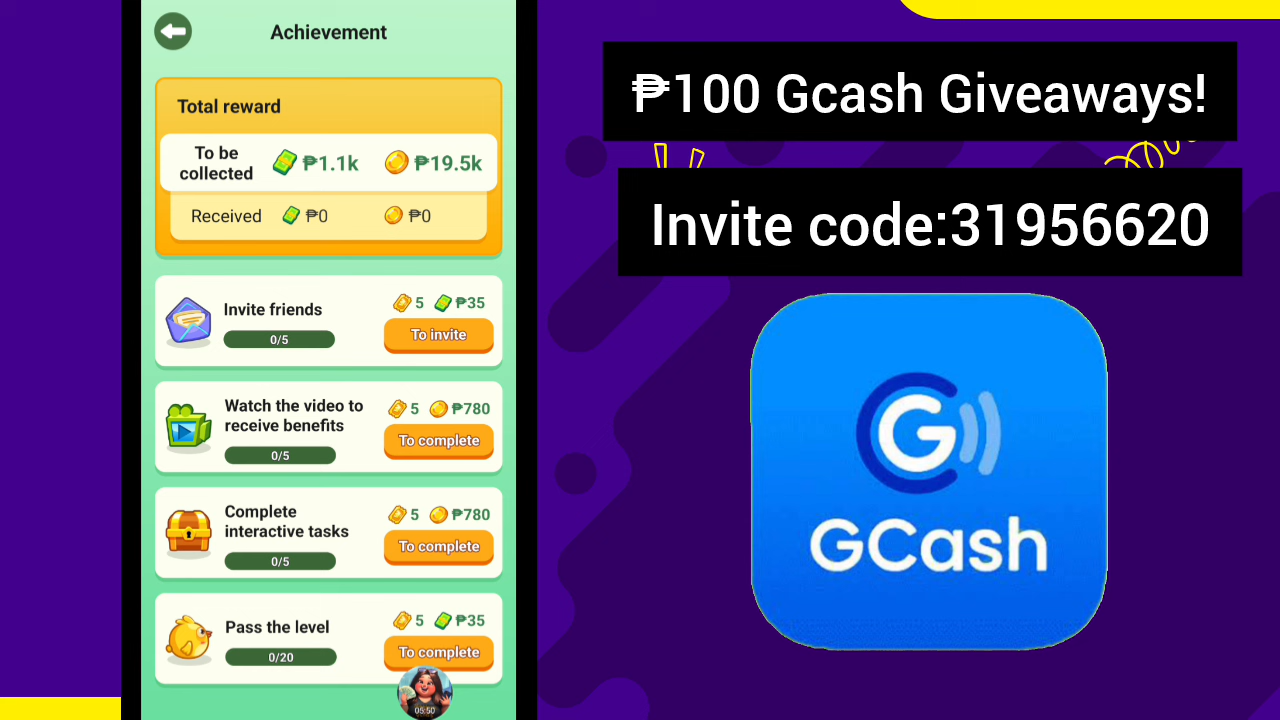 Achievement
Total reward
To be
collected
₱1.1k
₱19.5k
Received
₱0
₱0
Invite friends
0/5
5
₱35
To invite
Watch the video to
receive benefits
0/5
5
₱780
To complete
Complete
interactive tasks
0/5
5
₱780
To complete
Pass the level
0/20
5
₱35
To complete
05:50
₱100 Gcash Giveaways!
Invite code:31956620
G
GCash